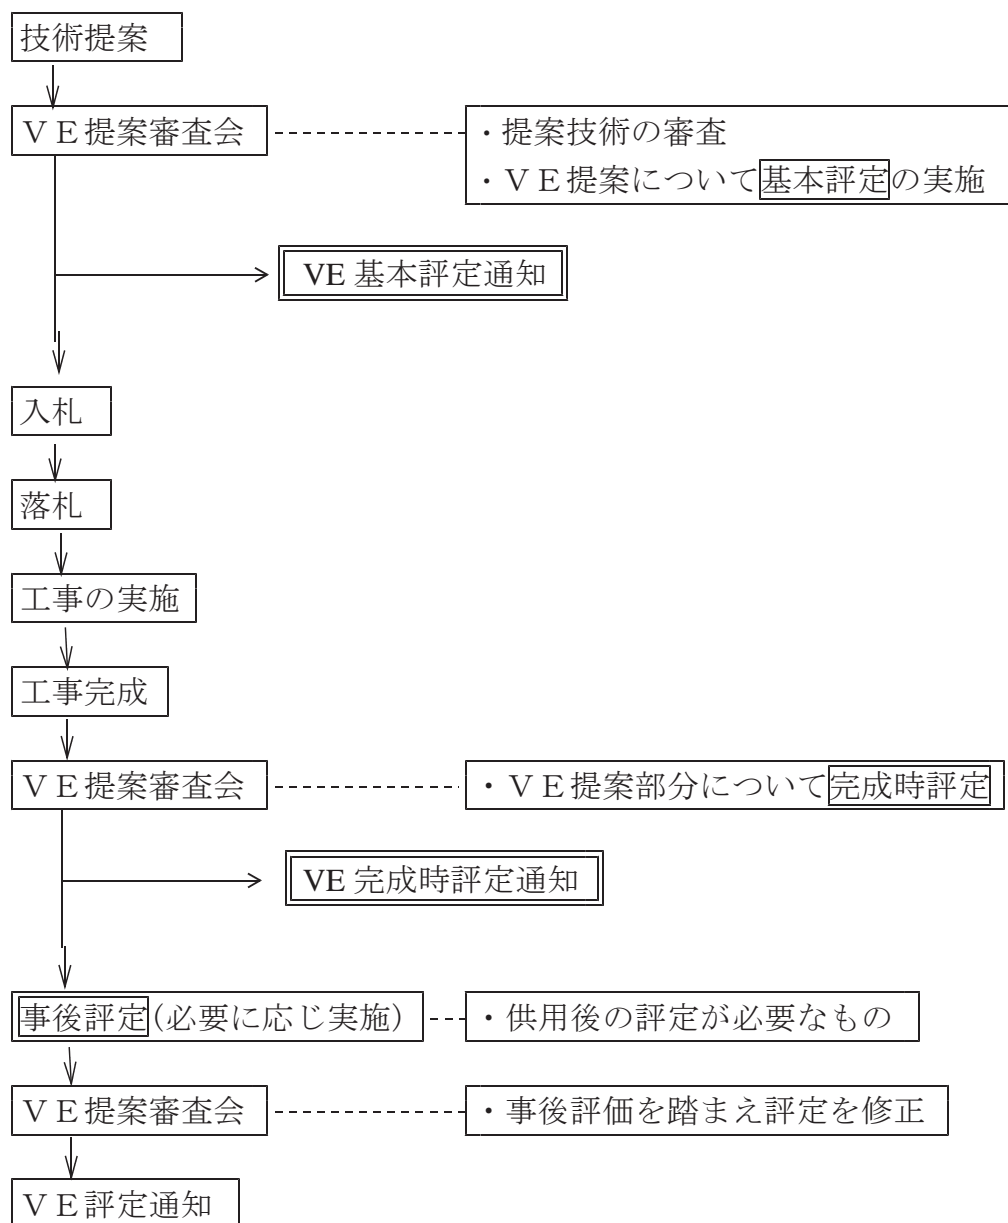 技術提案
ＶＥ提案審査会
・提案技術の審査
・ＶＥ提案について基本評定の実施
VE 基本評定通知
入札
落札
工事の実施
工事完成
ＶＥ提案審査会
・ＶＥ提案部分について完成時評定
VE 完成時評定通知
事後評定(必要に応じ実施)
・供用後の評定が必要なもの
ＶＥ提案審査会
・事後評価を踏まえ評定を修正
ＶＥ評定通知